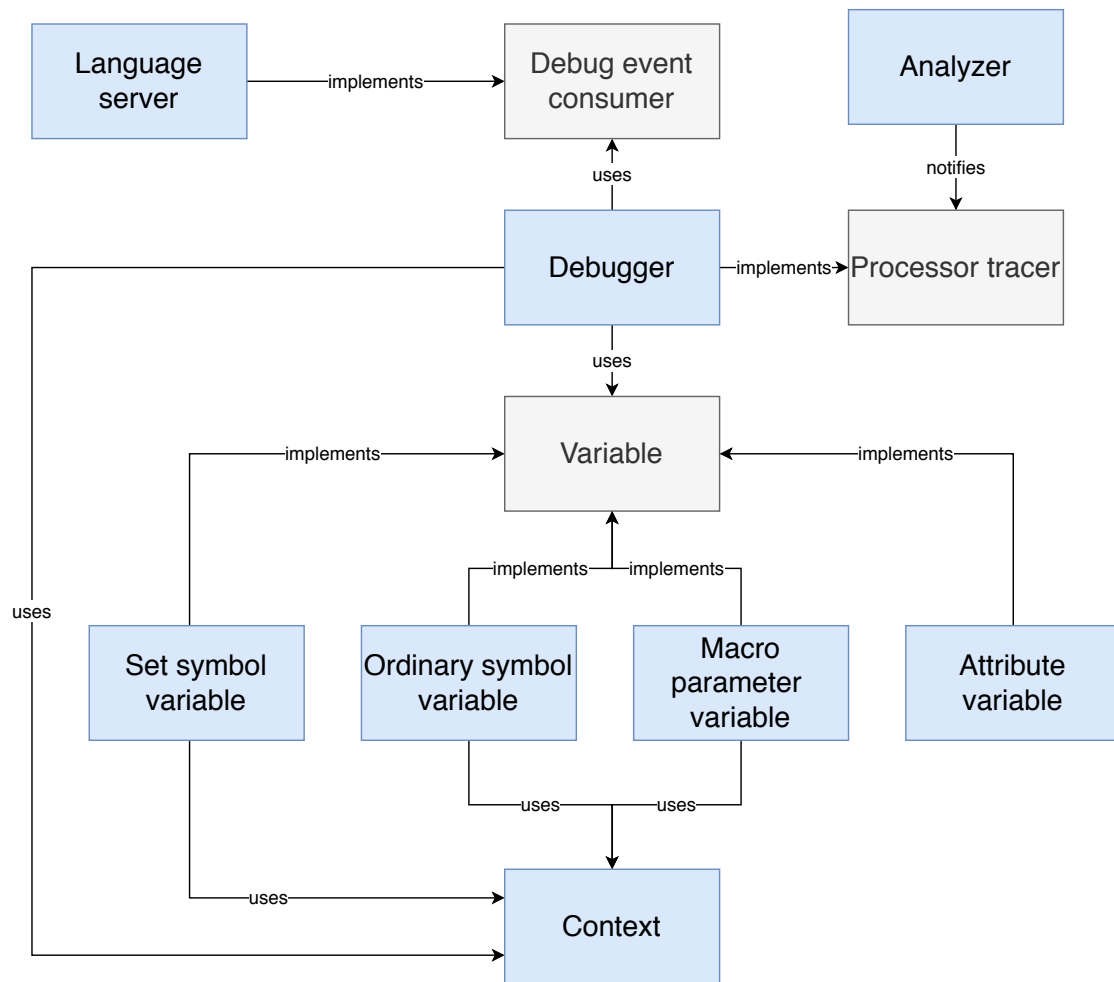 Language
server
implements
Debug event
consumer
Analyzer
uses
notifies
Debugger
implements
Processor tracer
uses
implements
Variable
implements
implements
implements
uses
Set symbol
variable
Ordinary symbol
variable
Macro
parameter
variable
Attribute
variable
uses
uses
uses
Context